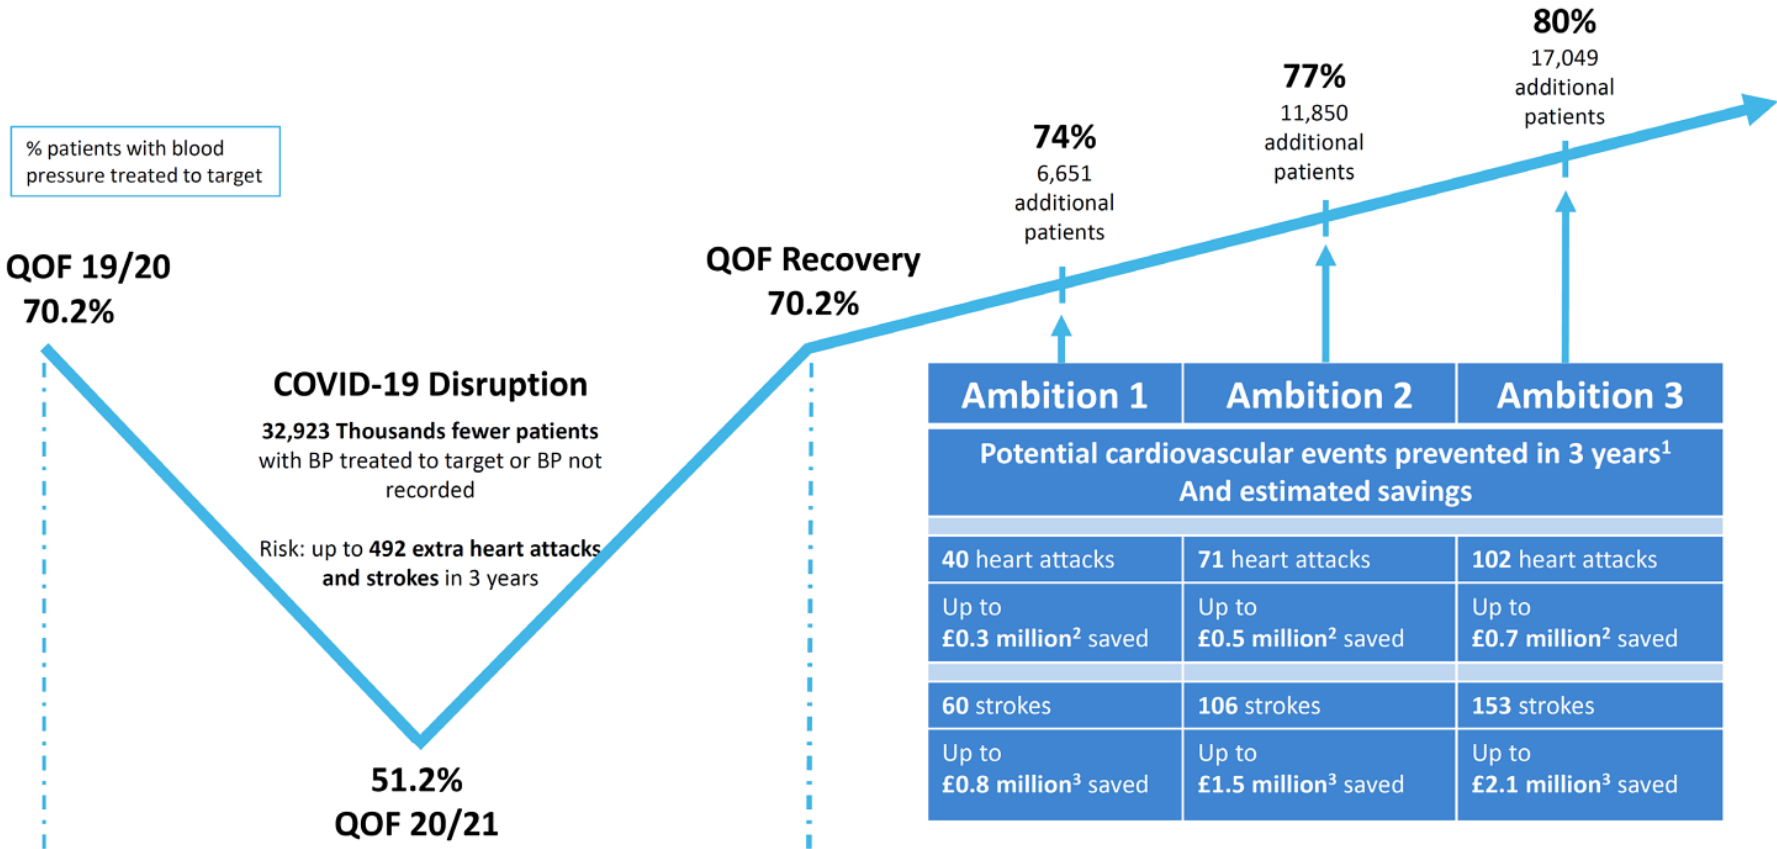 % patients with blood
pressure treated to target
QOF 19/20
70.2%
COVID-19 Disruption
32,923 Thousands fewer patients
with BP treated to target or BP not
recorded
Risk: up to 492 extra heart attacks
and strokes in 3 years
51.2%
QOF 20/21
QOF Recovery
70.2%
74%
6,651
additional
patients
77%
11,850
additional
patients
80%
17,049
additional
patients
Ambition 1 Ambition 2 Ambition 3
Potential cardiovascular events prevented in 3 years¹
And estimated savings
40 heart attacks 71 heart attacks 102 heart attacks
Up to Up to Up to
£0.3 million² saved £0.5 million² saved £0.7 million² saved
60 strokes 106 strokes 153 strokes
Up to Up to Up to
£0.8 million³ saved £1.5 million³ saved £2.1 million³ saved